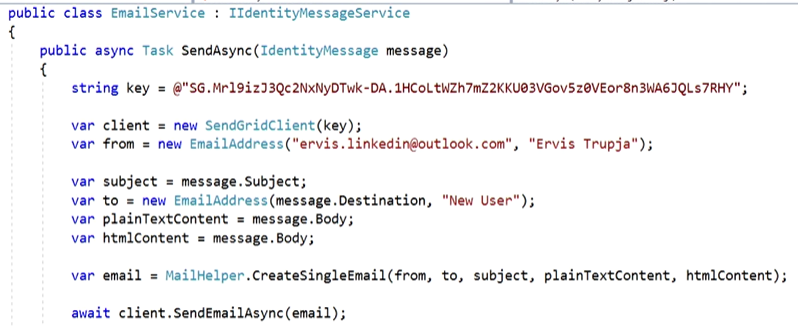 public class EmailService : IIdentityMessageService
{
public async Task SendAsync(IdentityMessage message)
{
string key = @"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";
var client = new SendGridClient(key);
var from = new EmailAddress("ervis.linkedin@outlook.com", "Ervis Trupja");
var subject = message.Subject;
var to = new EmailAddress(message.Destination, "New User");
var plainTextContent = message.Body;
var htmlContent = message.Body;
var email = MailHelper.CreateSingleEmail(from, to, subject, plainTextContent, htmlContent);
await client.SendEmailAsync(email);